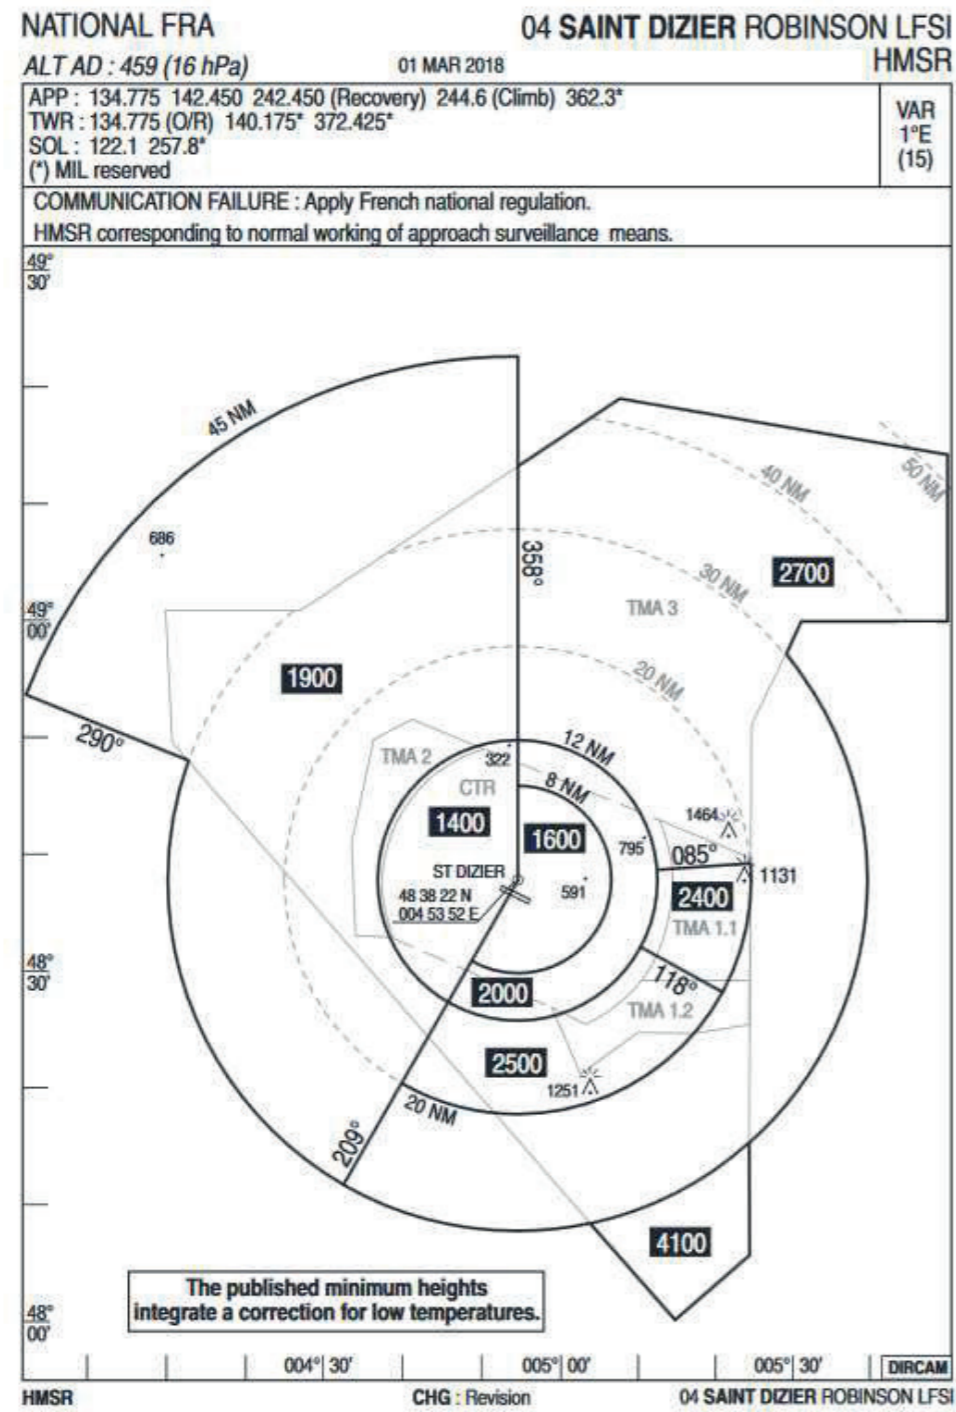 NATIONAL FRA
04 SAINT DIZIER ROBINSON LFSI
ALT AD : 459 (16 hPa)
01 MAR 2018
HMSR
APP : 134.775 142.450 242.450 (Recovery) 244.6 (Climb) 362.3*
TWR : 134.775 (O/R) 140.175* 372.425*
SOL : 122.1 257.8*
(*) MIL reserved
VAR
1°E
(15)
COMMUNICATION FAILURE : Apply French national regulation.
HMSR corresponding to normal working of approach surveillance means.
49°
30'
45 NM
40 NM
50 NM
686
358°
30 NM
2700
TMA 3
49°
00'
1900
20 NM
290°
TMA 2
322
12 NM
CTR
8 NM
1400
1600
1464
795
085°
ST DIZIER
48 38 22 N
004 53 52 E
591
1131
2400
TMA 1.1
48°
30'
118°
2000
TMA 1.2
2500
1251
20 NM
209°
4100
The published minimum heights
integrate a correction for low temperatures.
48°
00'
004° 30'
005° 00'
005° 30'
DIRCAM
HMSR
CHG : Revision
04 SAINT DIZIER ROBINSON LFSI